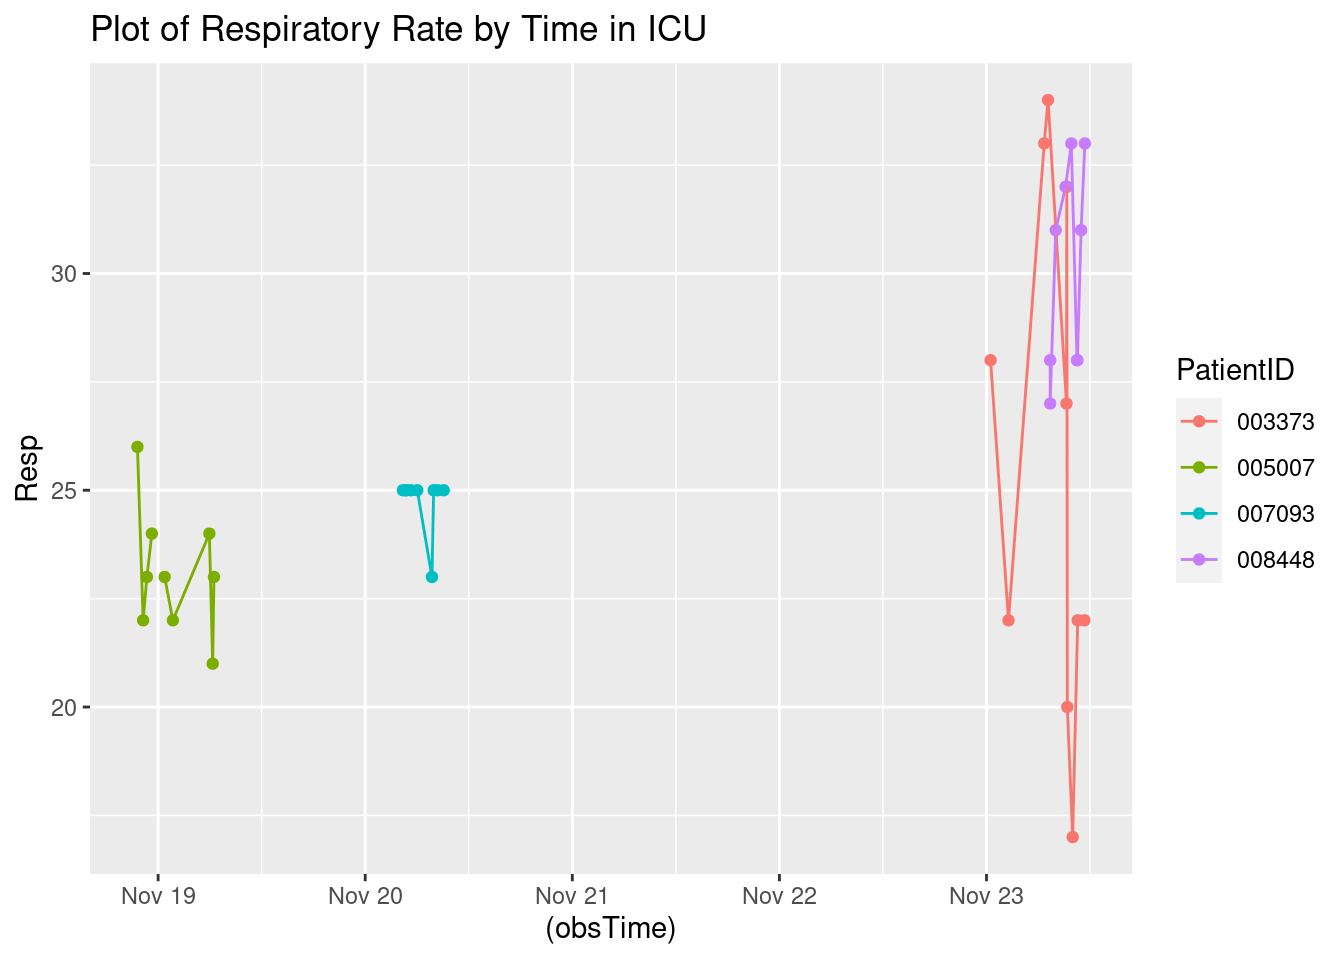 Plot of Respiratory Rate by Time in ICU
Resp
30
25
20
Nov 19
Nov 20
Nov 21
Nov 22
Nov 23
(obsTime)
PatientID
003373
005007
007093
008448